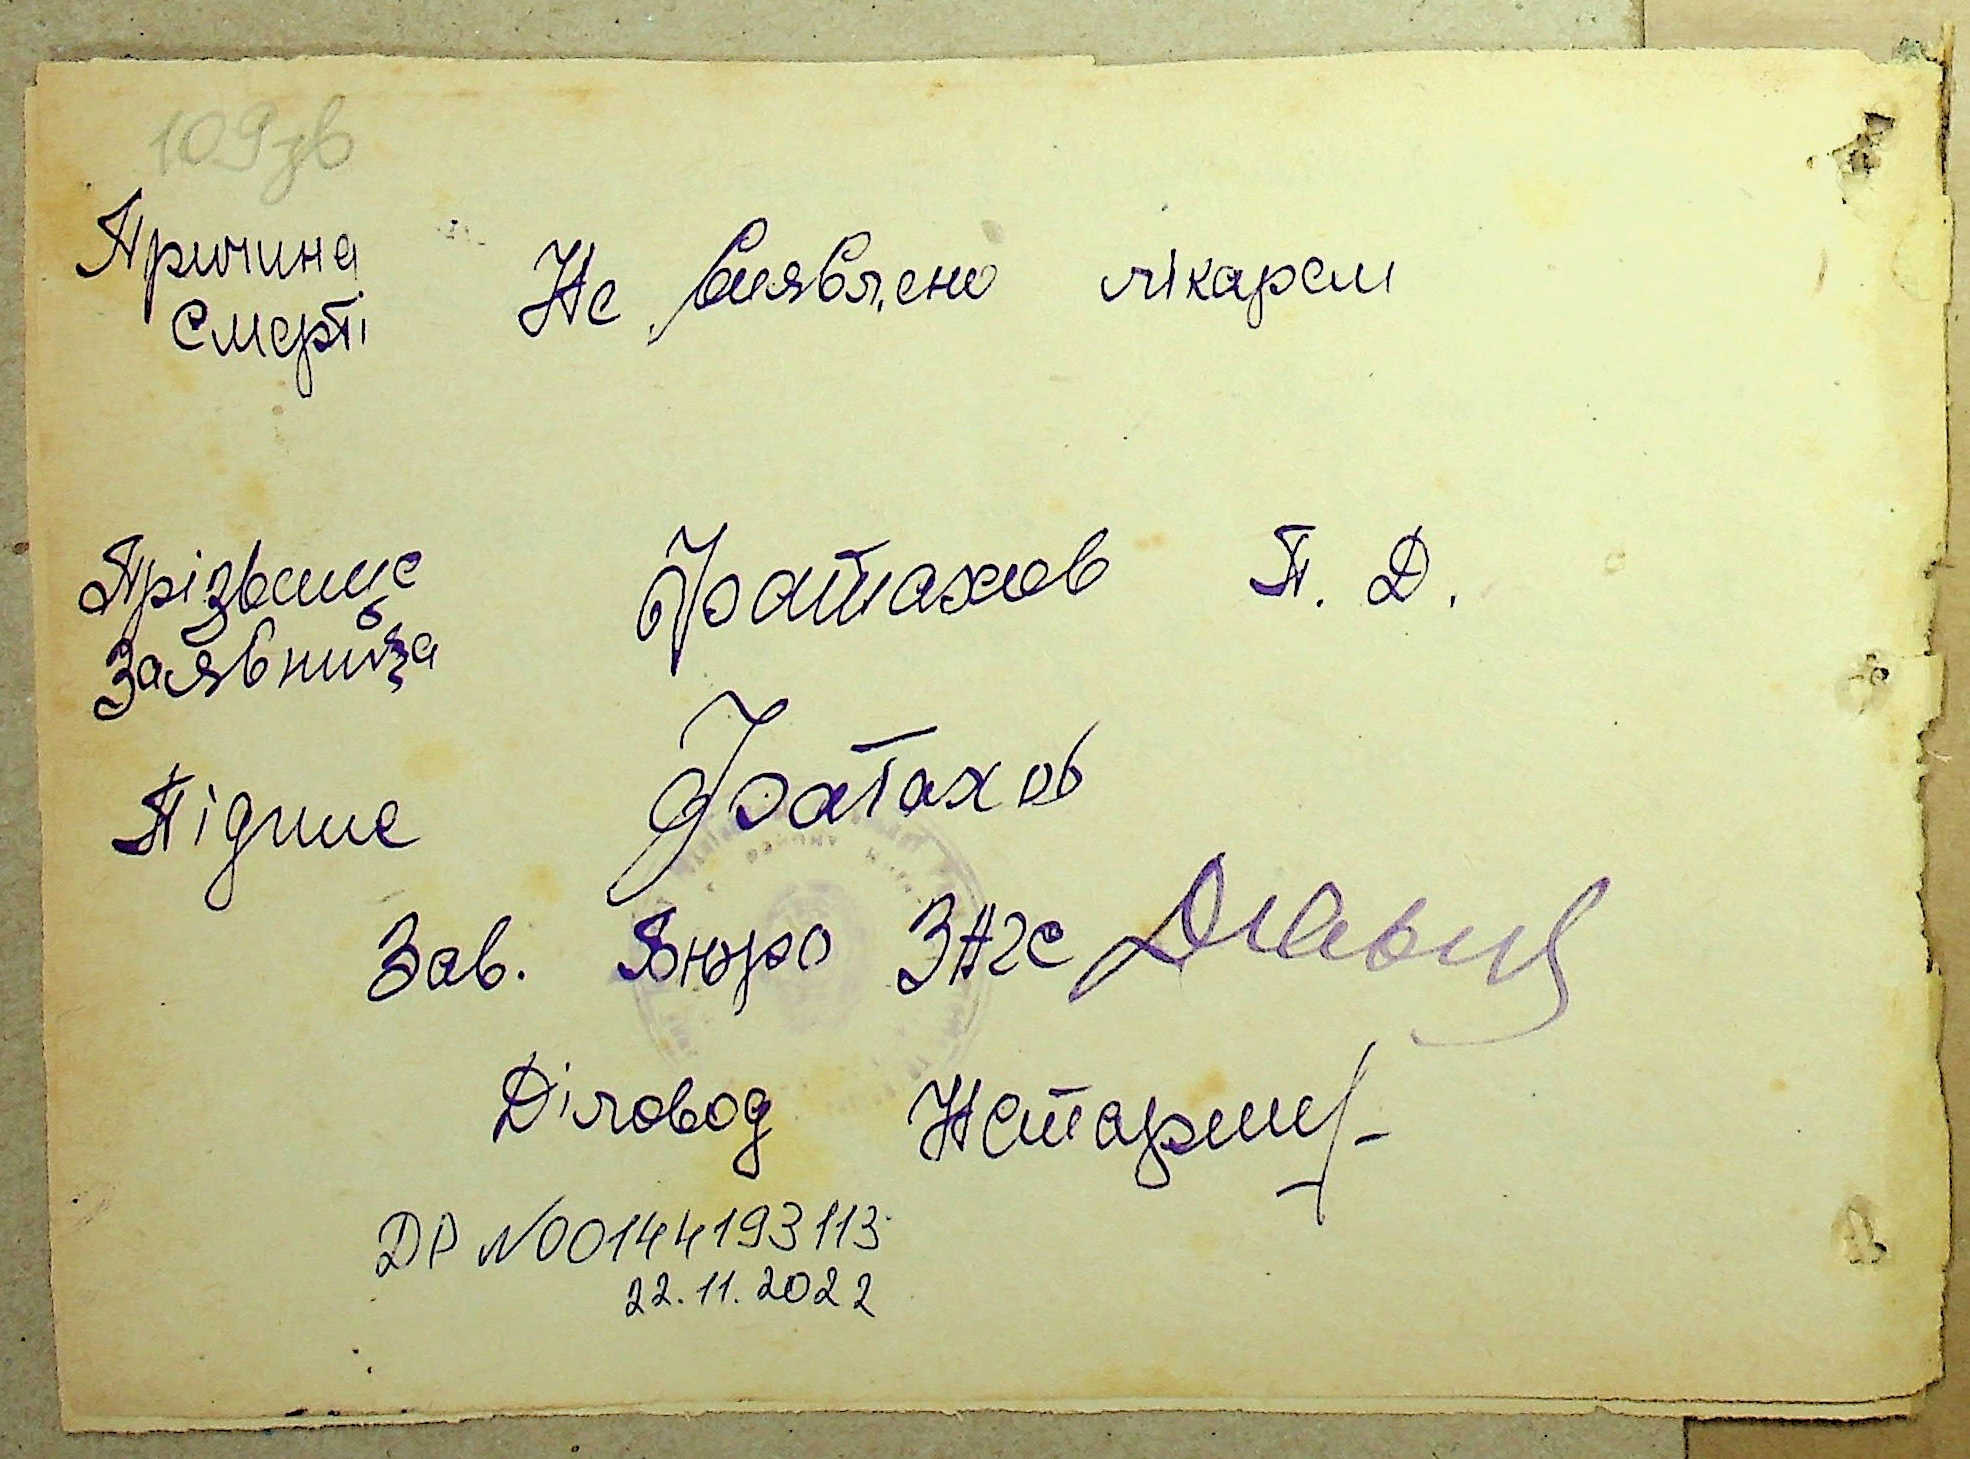 109зв
Причина Не виявлено лікарем
Смерті
Прізвище Фатахов П. Д.
Заявника
Підпис Фатахов
Зав. Бюро ЗАГС
Діловод
ДР №00144193113
22.11.2022